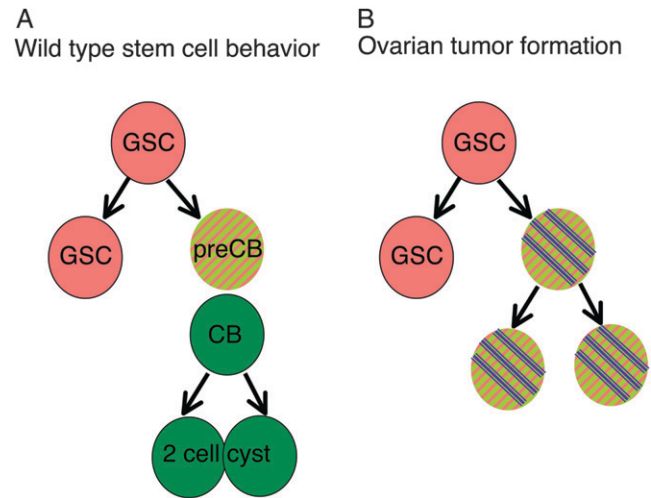 A
Wild type stem cell behavior
GSC
GSC
preCB
CB
2 cell cyst
B
Ovarian tumor formation
GSC
GSC